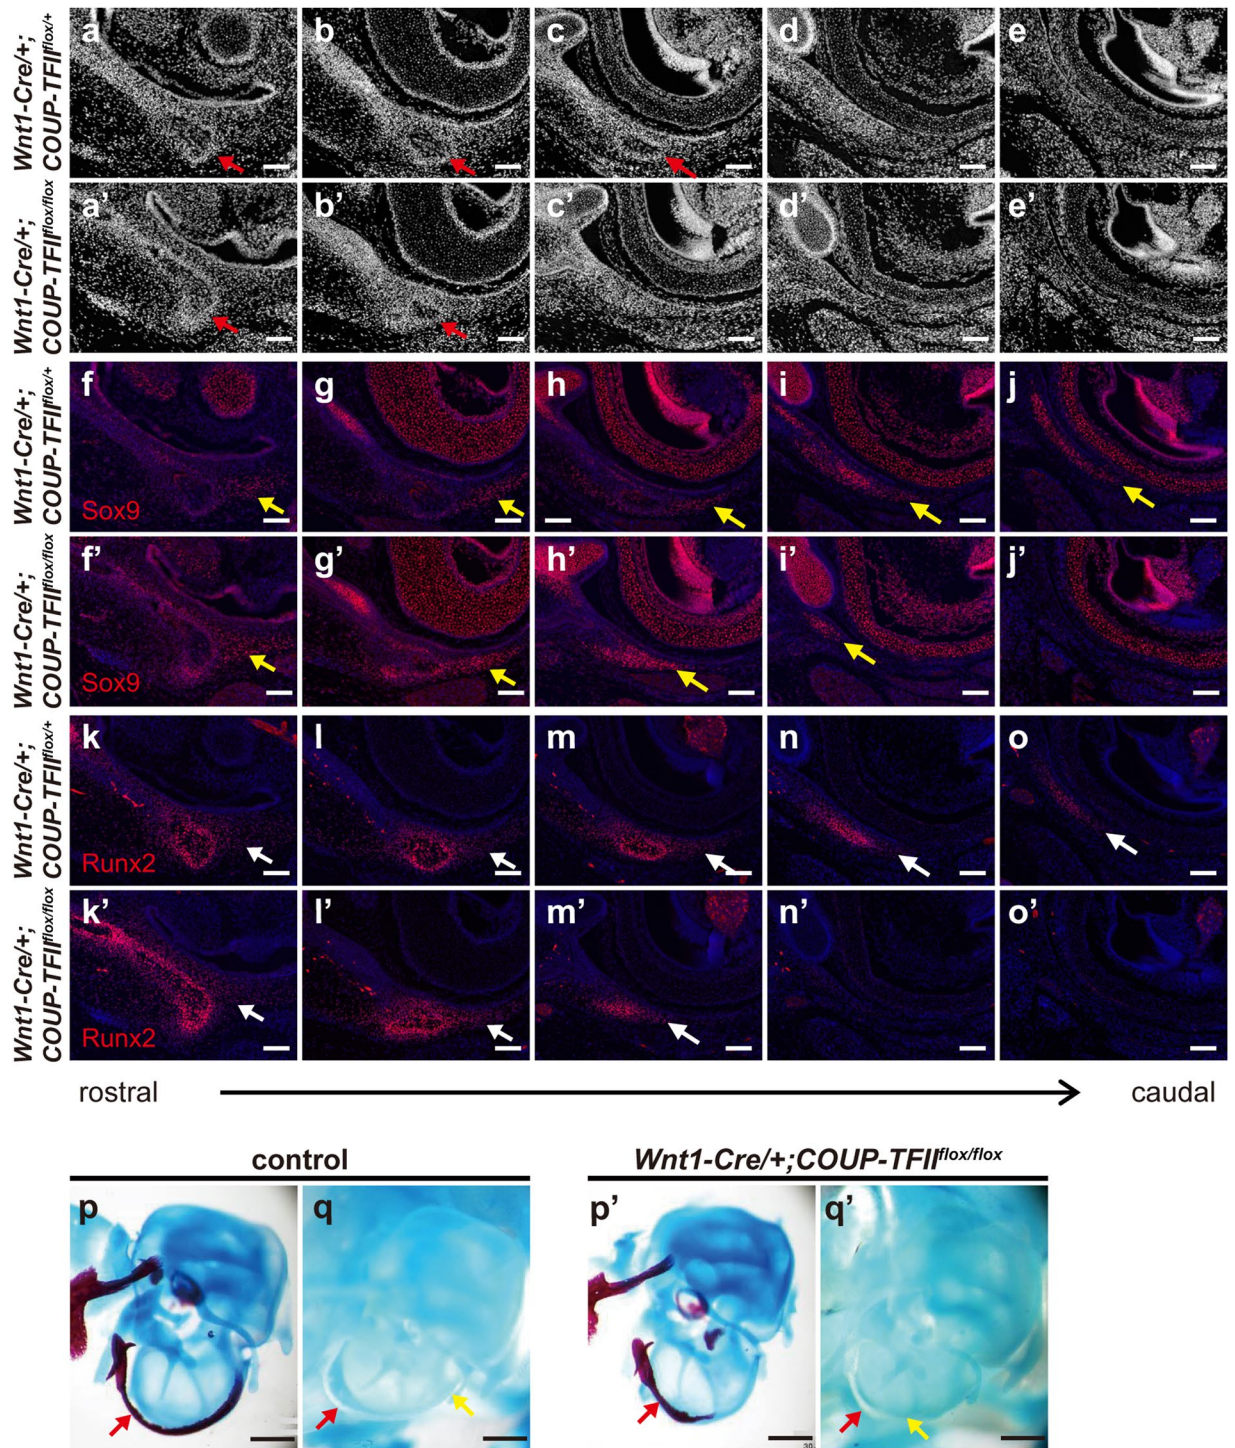 Wnt1-Cre/+;
COUP-TFII^flox/+
a
b
c
d
e
Wnt1-Cre/+;
COUP-TFII^flox/flox
a’
b’
c’
d’
e’
Wnt1-Cre/+;
COUP-TFII^flox/+
f
g
h
i
j
Sox9
Wnt1-Cre/+;
COUP-TFII^flox/flox
f’
g’
h’
i’
j’
Sox9
Wnt1-Cre/+;
COUP-TFII^flox/+
k
l
m
n
o
Runx2
Wnt1-Cre/+;
COUP-TFII^flox/flox
k’
l’
m’
n’
o’
Runx2
rostral
caudal
control
Wnt1-Cre/+;COUP-TFII^flox/flox
p
q
p’
q’
30